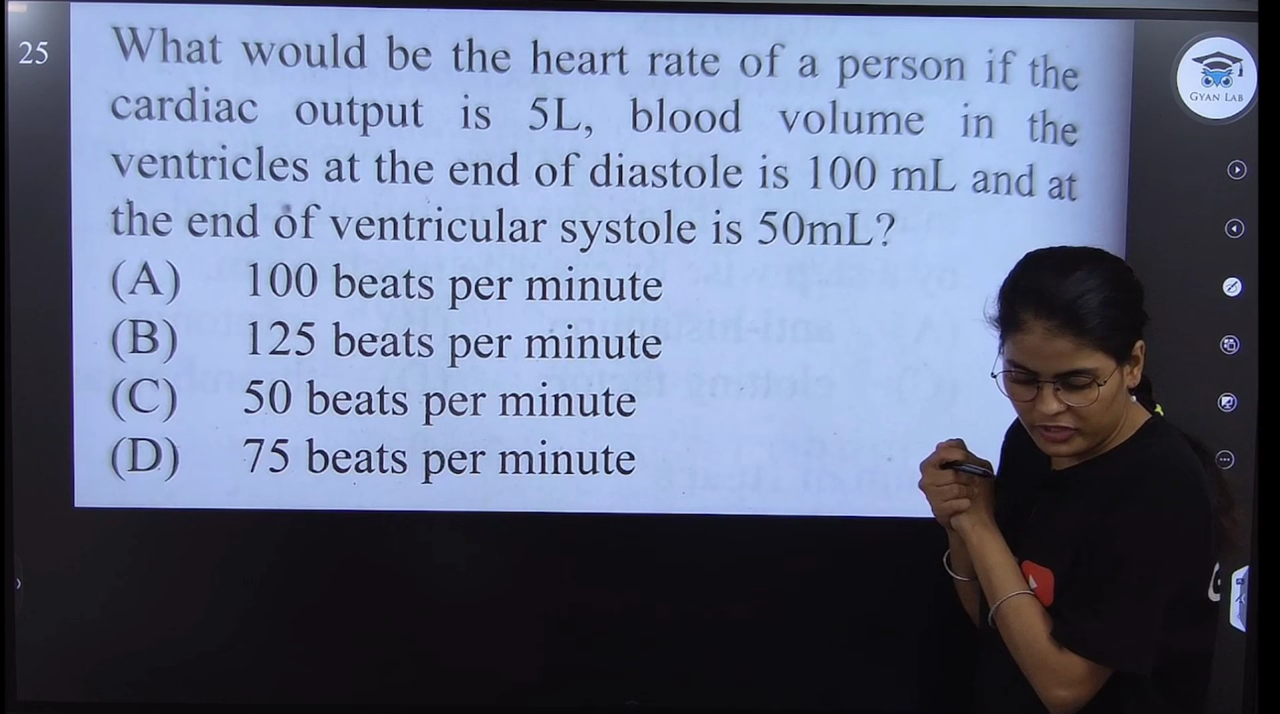 25
What would be the heart rate of a person if the
cardiac output is 5L, blood volume in the
ventricles at the end of diastole is 100 mL and at
the end of ventricular systole is 50mL?
(A) 100 beats per minute
(B) 125 beats per minute
(C) 50 beats per minute
(D) 75 beats per minute
GYAN LAB